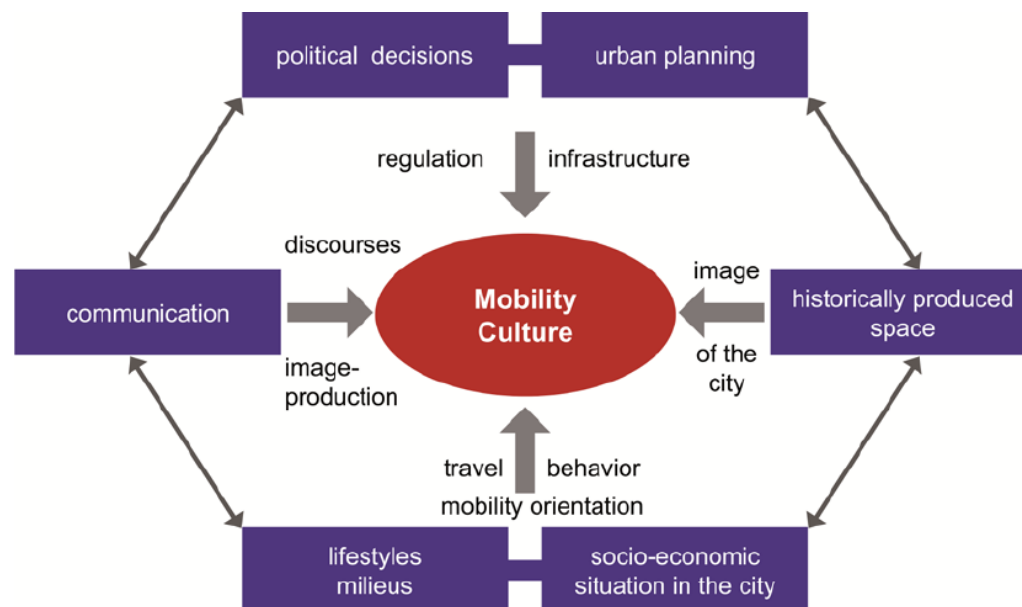 political decisions
urban planning
regulation
infrastructure
discourses
image
communication
Mobility
Culture
historically produced
space
image-
production
of the
city
travel
behavior
mobility orientation
lifestyles
milieus
socio-economic
situation in the city